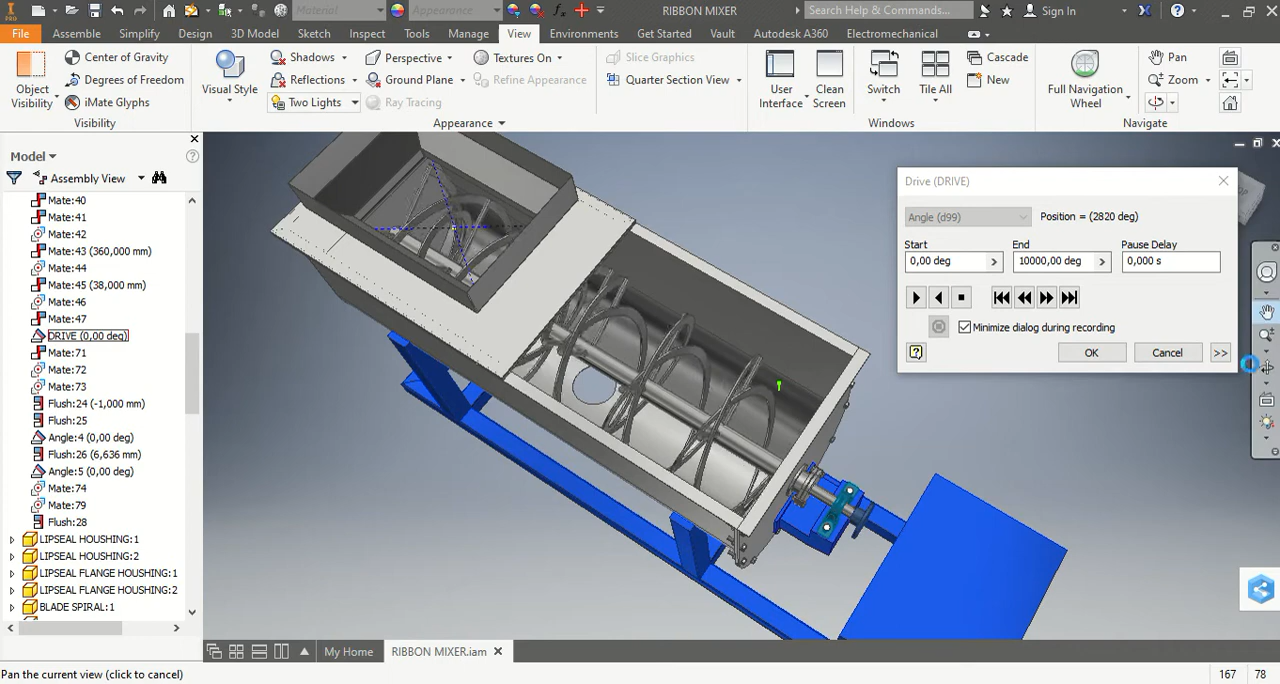 PRO
Material
Appearance
fx
RIBBON MIXER
Search Help & Commands...
Sign In
File
Assemble
Simplify
Design
3D Model
Sketch
Inspect
Tools
Manage
View
Environments
Get Started
Vault
Autodesk A360
Electromechanical
Object
Visibility
Center of Gravity
Degrees of Freedom
iMate Glyphs
Visibility
Visual Style
Shadows
Reflections
Two Lights
Perspective
Ground Plane
Ray Tracing
Textures On
Refine Appearance
Appearance
Slice Graphics
Quarter Section View
User
Interface
Clean
Screen
Switch
Tile All
Cascade
New
Windows
Full Navigation
Wheel
Pan
Zoom
Navigate
Model
Assembly View
Mate:40
Mate:41
Mate:42
Mate:43 (360,000 mm)
Mate:44
Mate:45 (38,000 mm)
Mate:46
Mate:47
DRIVE (0,00 deg)
Mate:71
Mate:72
Mate:73
Flush:24 (-1,000 mm)
Flush:25
Angle:4 (0,00 deg)
Flush:26 (6,636 mm)
Angle:5 (0,00 deg)
Mate:74
Mate:79
Flush:28
LIPSEAL HOUSHING:1
LIPSEAL HOUSHING:2
LIPSEAL FLANGE HOUSHING:1
LIPSEAL FLANGE HOUSHING:2
BLADE SPIRAL:1
Drive (DRIVE)
Angle (d99)
Position = (2820 deg)
Start
End
Pause Delay
0,00 deg
10000,00 deg
0,000 s
Minimize dialog during recording
OK
Cancel
>>
TOP
My Home
RIBBON MIXER.iam
Pan the current view (click to cancel)
167
78